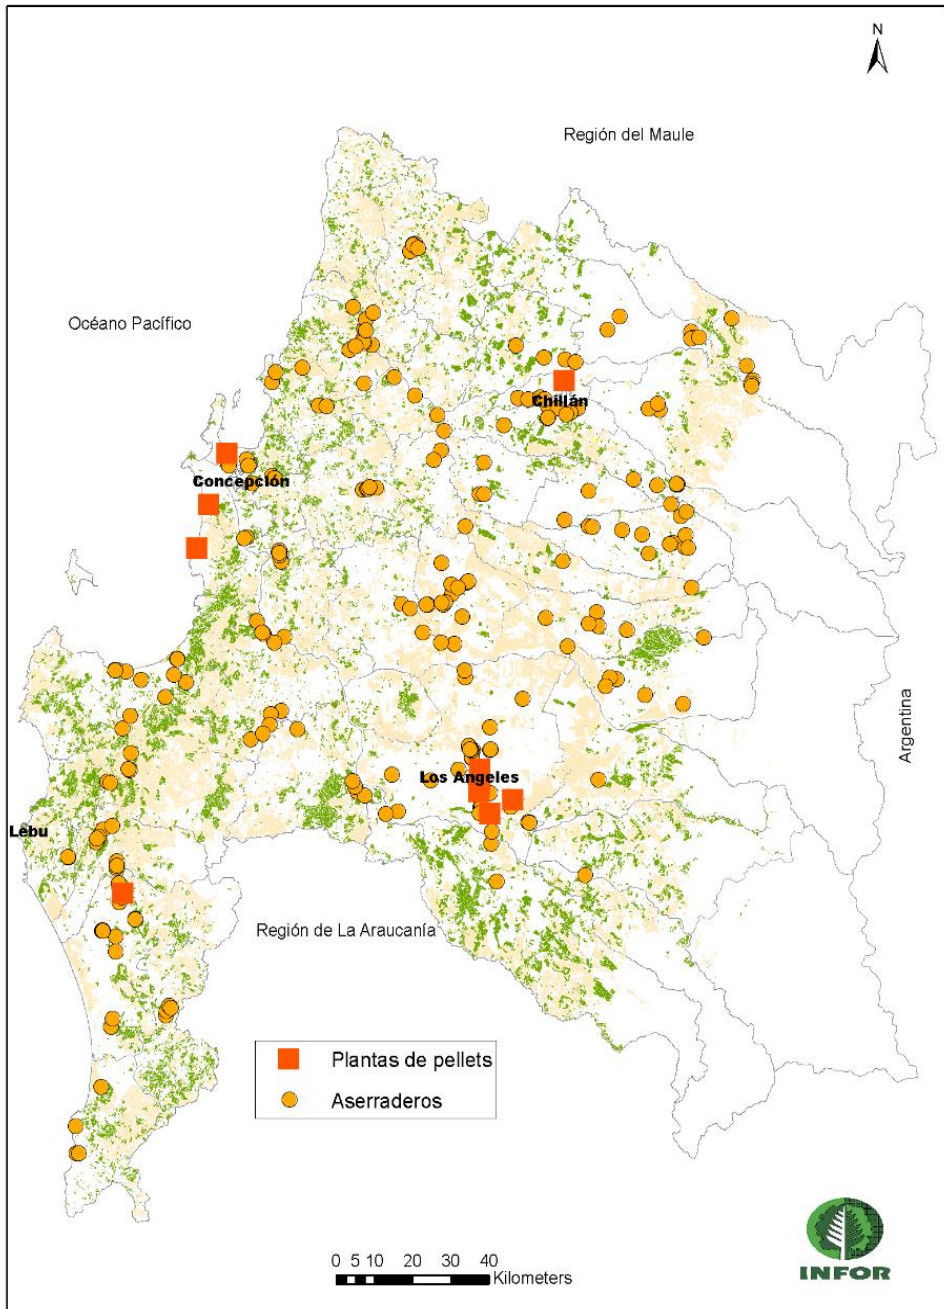 N
Región del Maule
Océano Pacífico
Chillán
Concepción
Argentina
Los Angeles
Lebu
Región de La Araucanía
Plantas de pellets
Aserraderos
0 5 10 20 30 40
Kilometers
INFOR